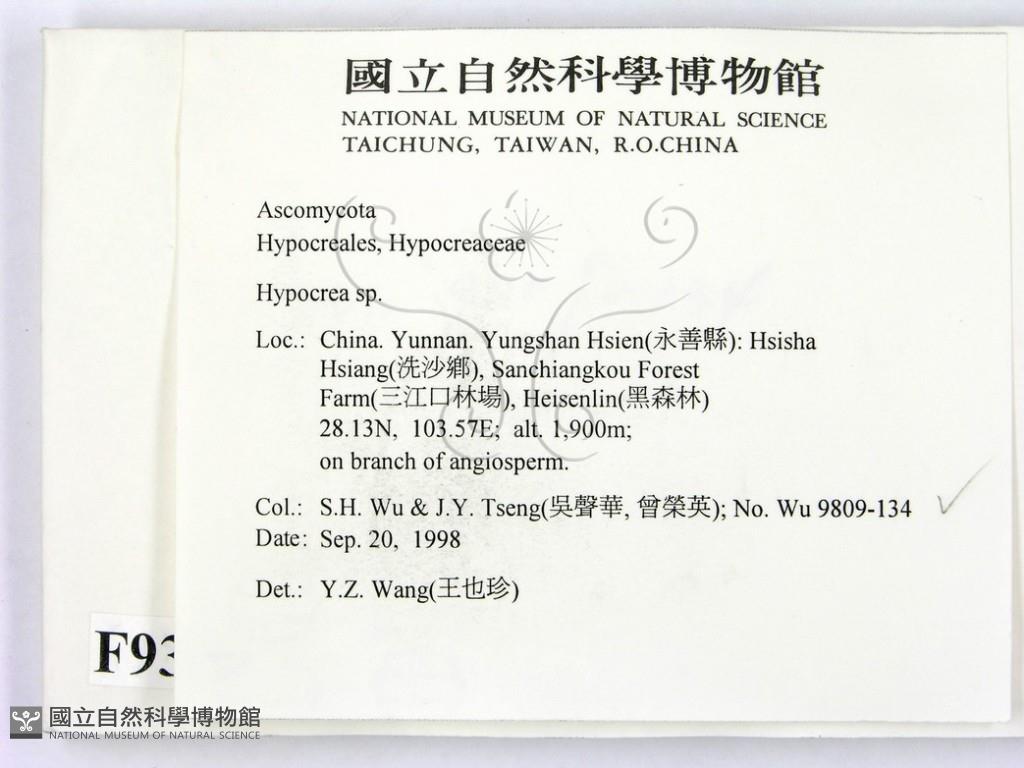 國立自然科學博物館
NATIONAL MUSEUM OF NATURAL SCIENCE
TAICHUNG, TAIWAN, R.O.CHINA
Ascomycota
Hypocreales, Hypocreaceae
Hypocrea sp.
Loc.: China. Yunnan. Yungshan Hsien(永善縣): Hsisha
Hsiang(洗沙鄉), Sanchiangkou Forest
Farm(三江口林場), Heisenlin(黑森林)
28.13N, 103.57E; alt. 1,900m;
on branch of angiosperm.
Col.: S.H. Wu & J.Y. Tseng(吳聲華, 曾榮英); No. Wu 9809-134
Date: Sep. 20, 1998
Det.: Y.Z. Wang(王也珍)
F93
國立自然科學博物館
NATIONAL MUSEUM OF NATURAL SCIENCE